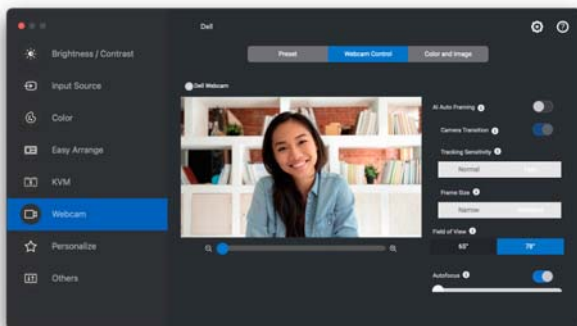 Dell
Brightness / Contrast
Input Source
Color
Easy Arrange
KVM
Webcam
Personalize
Others
Preset
Webcam Control
Color and Image
Dell Webcam
AI Auto Framing
Camera Transition
Tracking Sensitivity
Normal
Frame Size
Narrow
Field of View
65°
78°
Autofocus